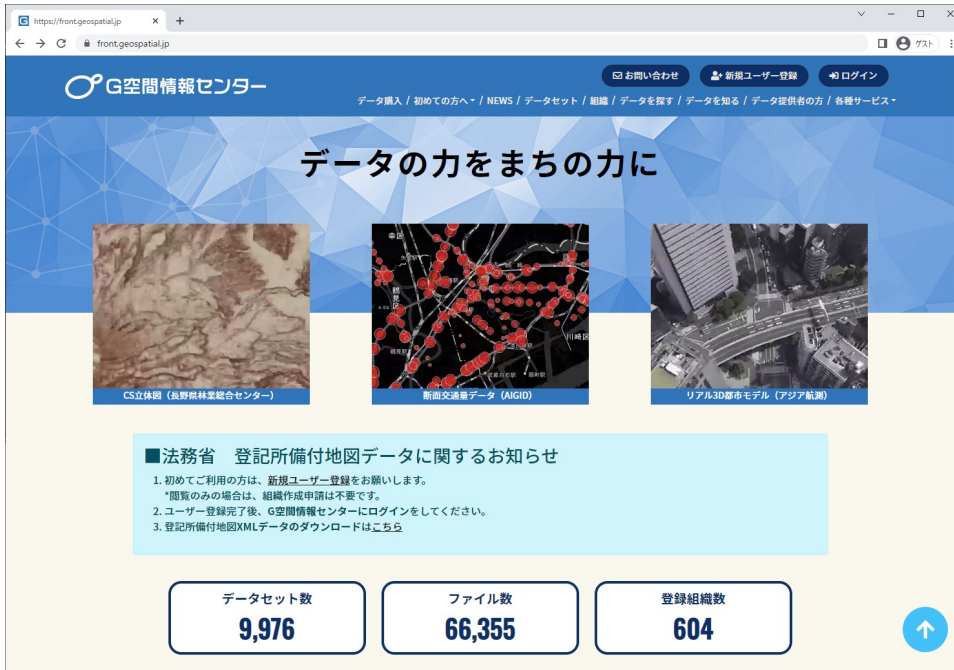 https://front.geospatial.jp
front.geospatial.jp
ゲスト
G空間情報センター
お問い合わせ
新規ユーザー登録
ログイン
データ購入 / 初めての方へ / NEWS / データセット / 組織 / データを探す / データを知る / データ提供者の方 / 各種サービス
データの力をまちの力に
幸区
鶴見区
川崎区
CS立体図（長野県林業総合センター）
断面交通量データ（AIGID）
リアル3D都市モデル（アジア航測）
■法務省　登記所備付地図データに関するお知らせ
1. 初めてご利用の方は、新規ユーザー登録をお願いします。
*閲覧のみの場合は、組織作成申請は不要です。
2. ユーザー登録完了後、G空間情報センターにログインをしてください。
3. 登記所備付地図XMLデータのダウンロードはこちら
データセット数
ファイル数
登録組織数
9,976
66,355
604